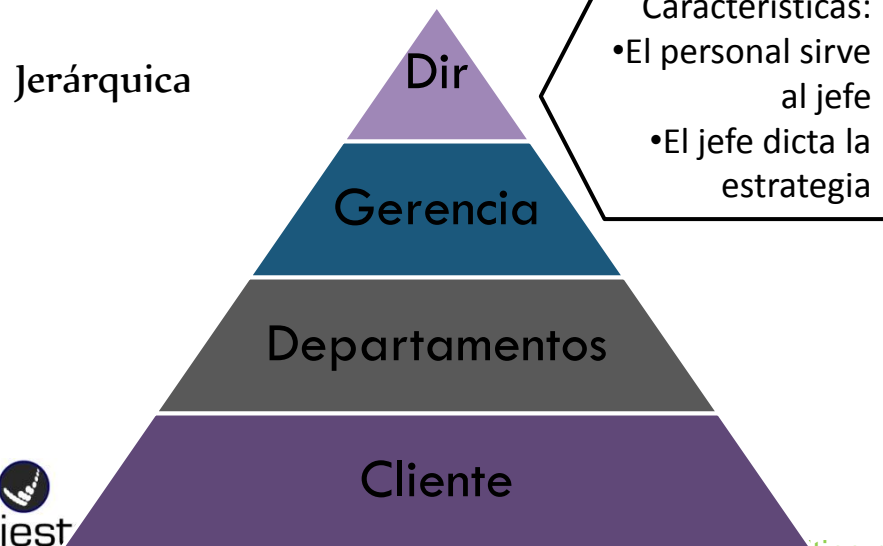 Características:
•El personal sirve
al jefe
•El jefe dicta la
estrategia
Jerárquica
Dir
Gerencia
Departamentos
Cliente
iest